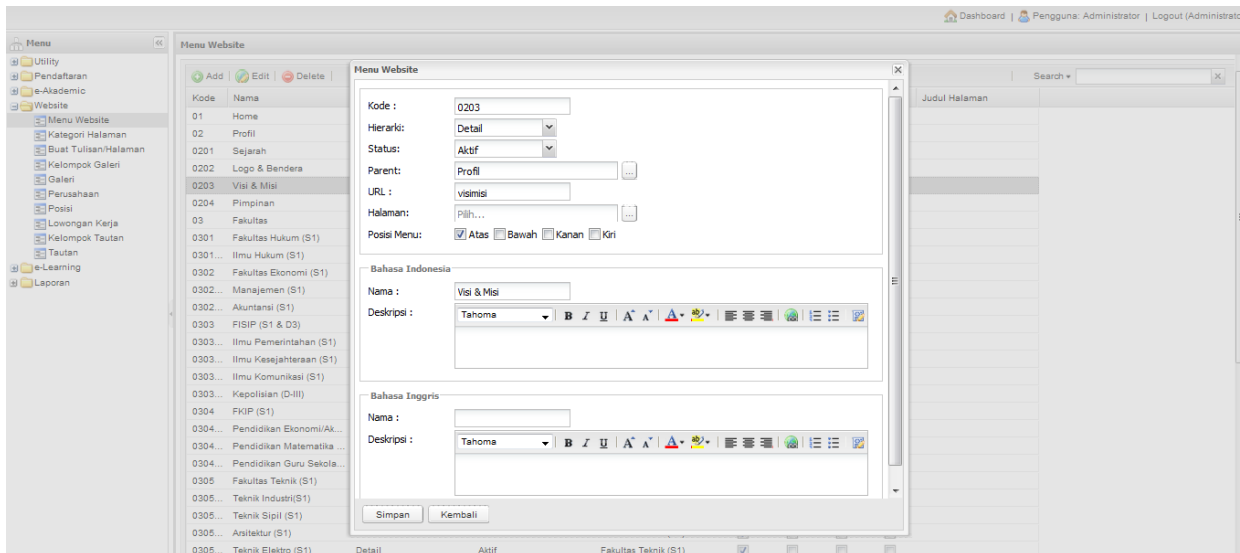 Dashboard | Pengguna: Administrator | Logout (Administrato
Menu
Utility
Pendaftaran
e-Akademic
Website
Menu Website
Kategori Halaman
Buat Tulisan/Halaman
Kelompok Galeri
Galeri
Perusahaan
Posisi
Lowongan Kerja
Kelompok Tautan
Tautan
e-Learning
Laporan
Menu Website
Add | Edit | Delete |
Search
Kode Nama Judul Halaman
01 Home
02 Profil
0201 Sejarah
0202 Logo & Bendera
0203 Visi & Misi
0204 Pimpinan
03 Fakultas
0301 Fakultas Hukum (S1)
0301... Ilmu Hukum (S1)
0302 Fakultas Ekonomi (S1)
0302... Manajemen (S1)
0302... Akuntansi (S1)
0303 FISIP (S1 & D3)
0303... Ilmu Pemerintahan (S1)
0303... Ilmu Kesejahteraan (S1)
0303... Ilmu Komunikasi (S1)
0303... Kepolisian (D-III)
0304 FKIP (S1)
0304... Pendidikan Ekonomi/Ak...
0304... Pendidikan Matematika ...
0304... Pendidikan Guru Sekola...
0305 Fakultas Teknik (S1)
0305... Teknik Industri(S1)
0305... Teknik Sipil (S1)
0305... Arsitektur (S1)
0305... Teknik Elektro (S1) Detail Aktif Fakultas Teknik (S1)
Menu Website
Kode : 0203
Hierarki: Detail
Status: Aktif
Parent: Profil ...
URL : visimisi
Halaman: Pilih... ...
Posisi Menu: Atas Bawah Kanan Kiri
Bahasa Indonesia
Nama : Visi & Misi
Deskripsi : Tahoma B I U A A A ab
Bahasa Inggris
Nama :
Deskripsi : Tahoma B I U A A A ab
Simpan Kembali